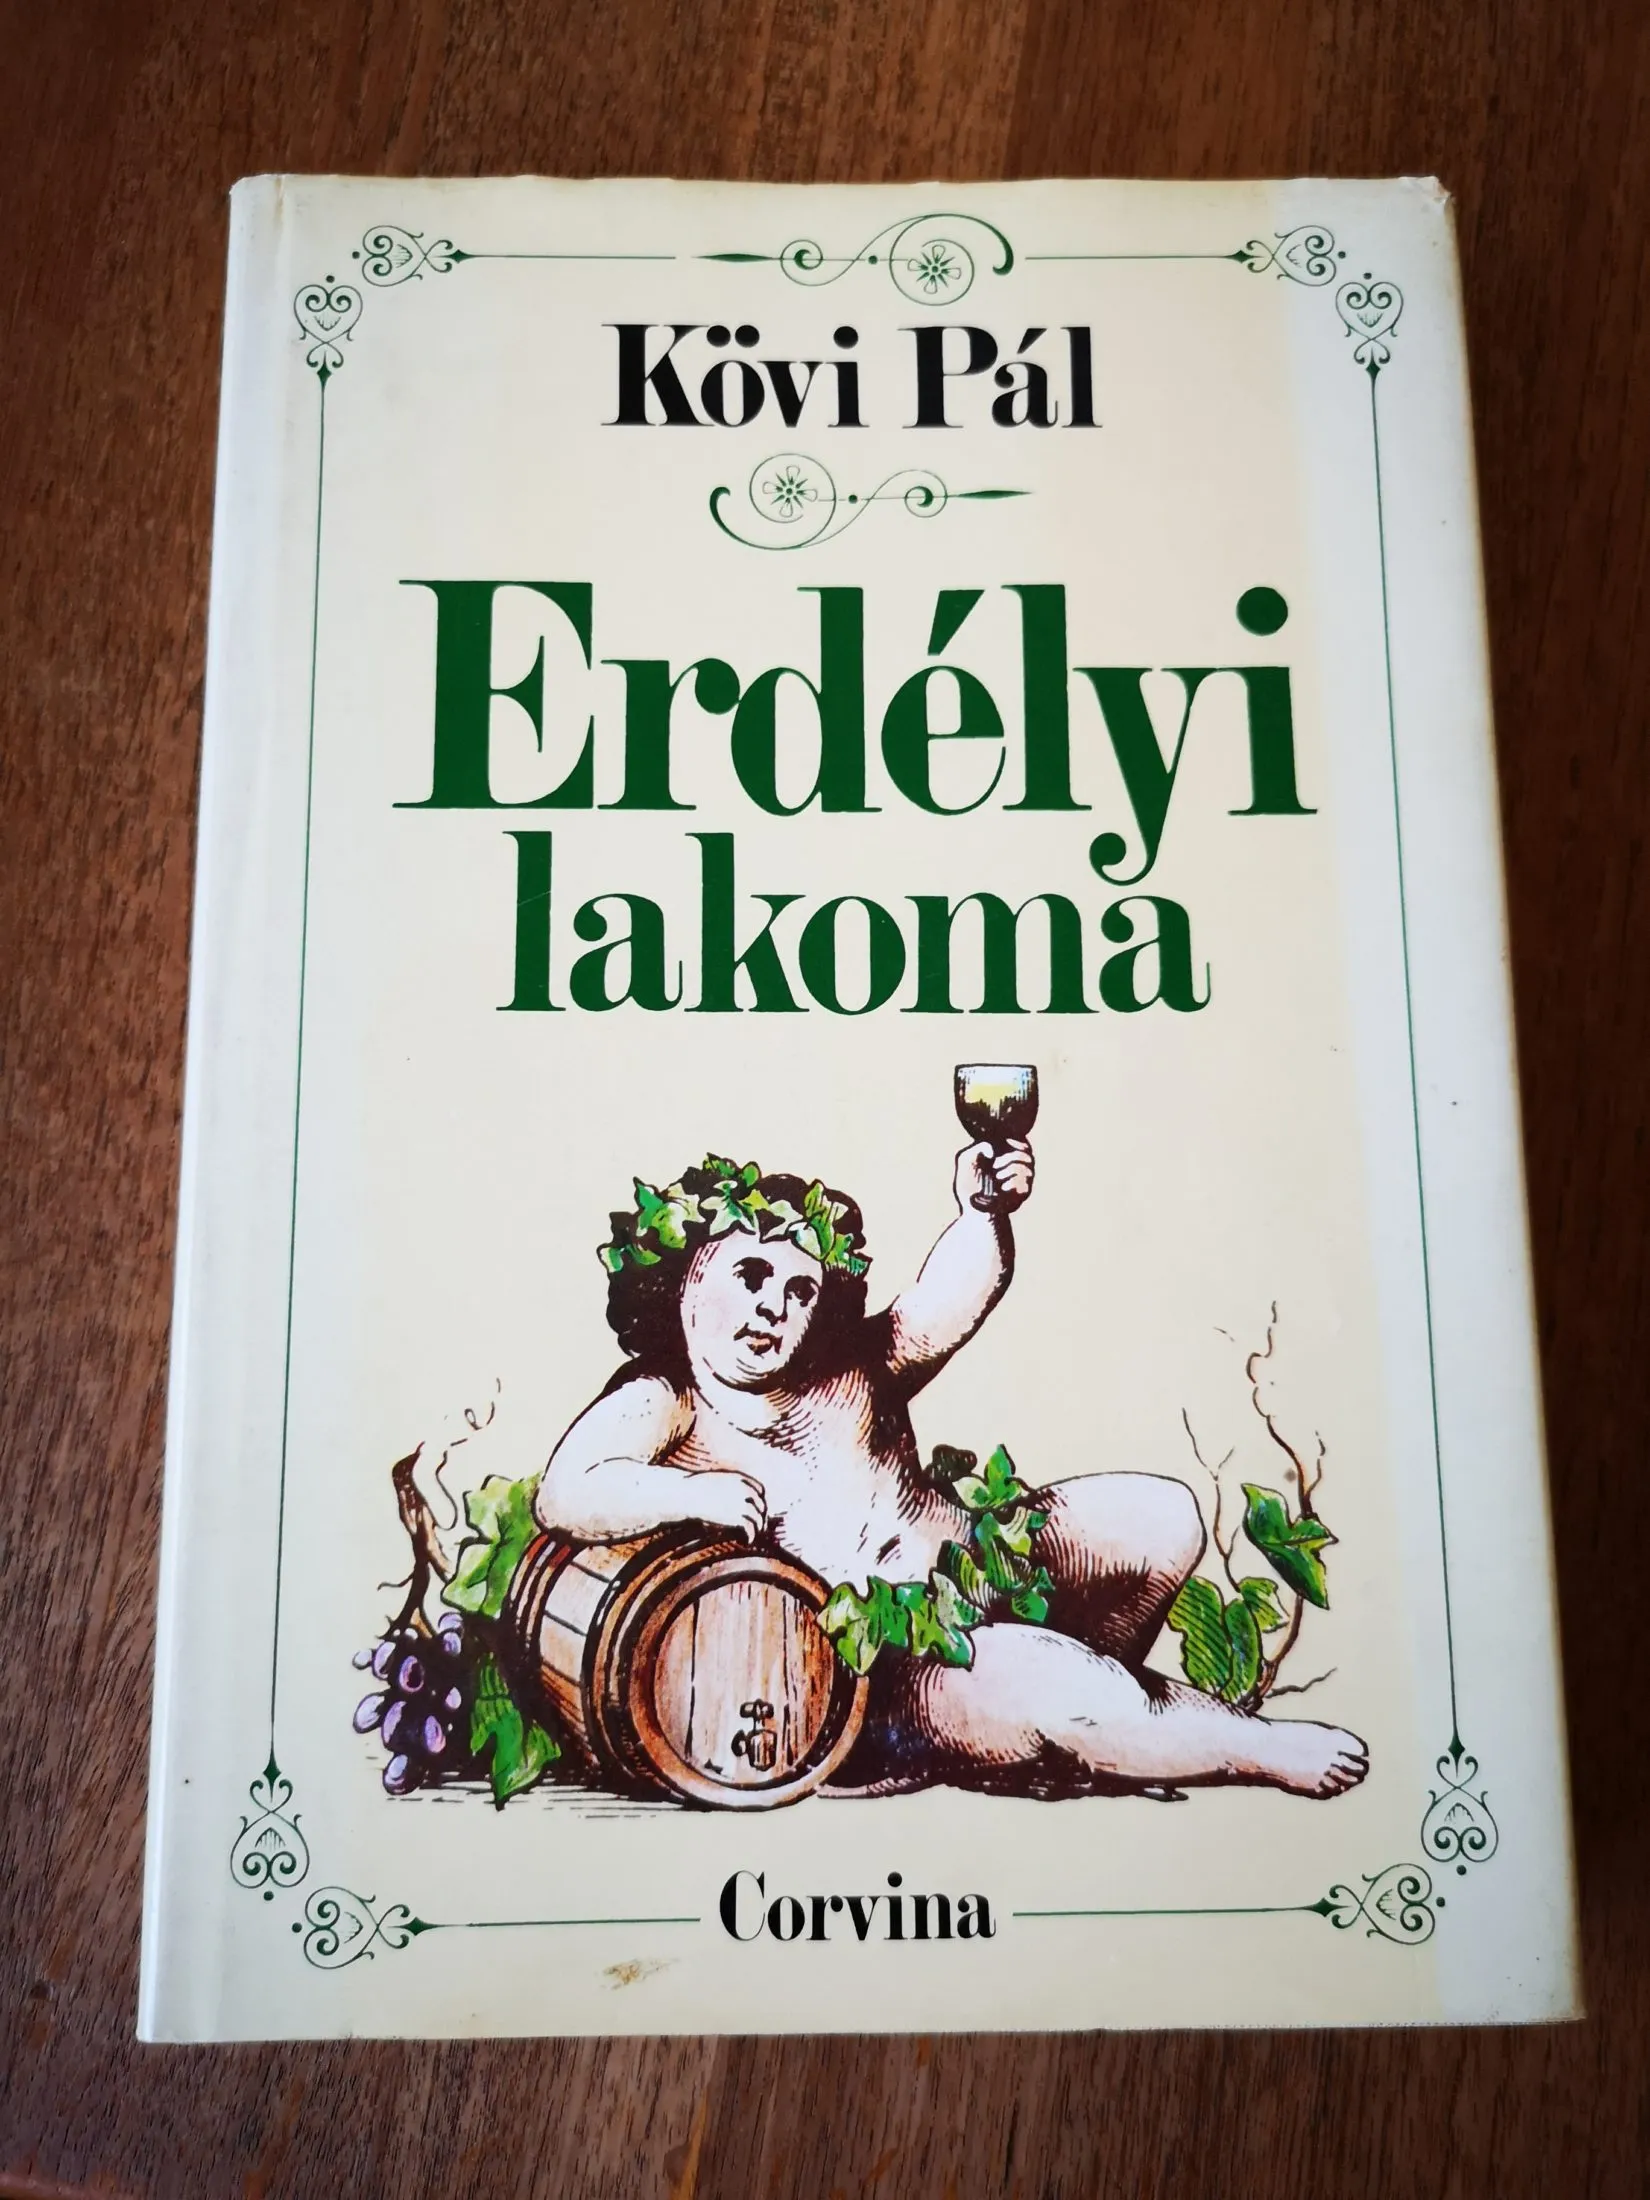 Kövi Pál
Erdélyi
lakoma
Corvina